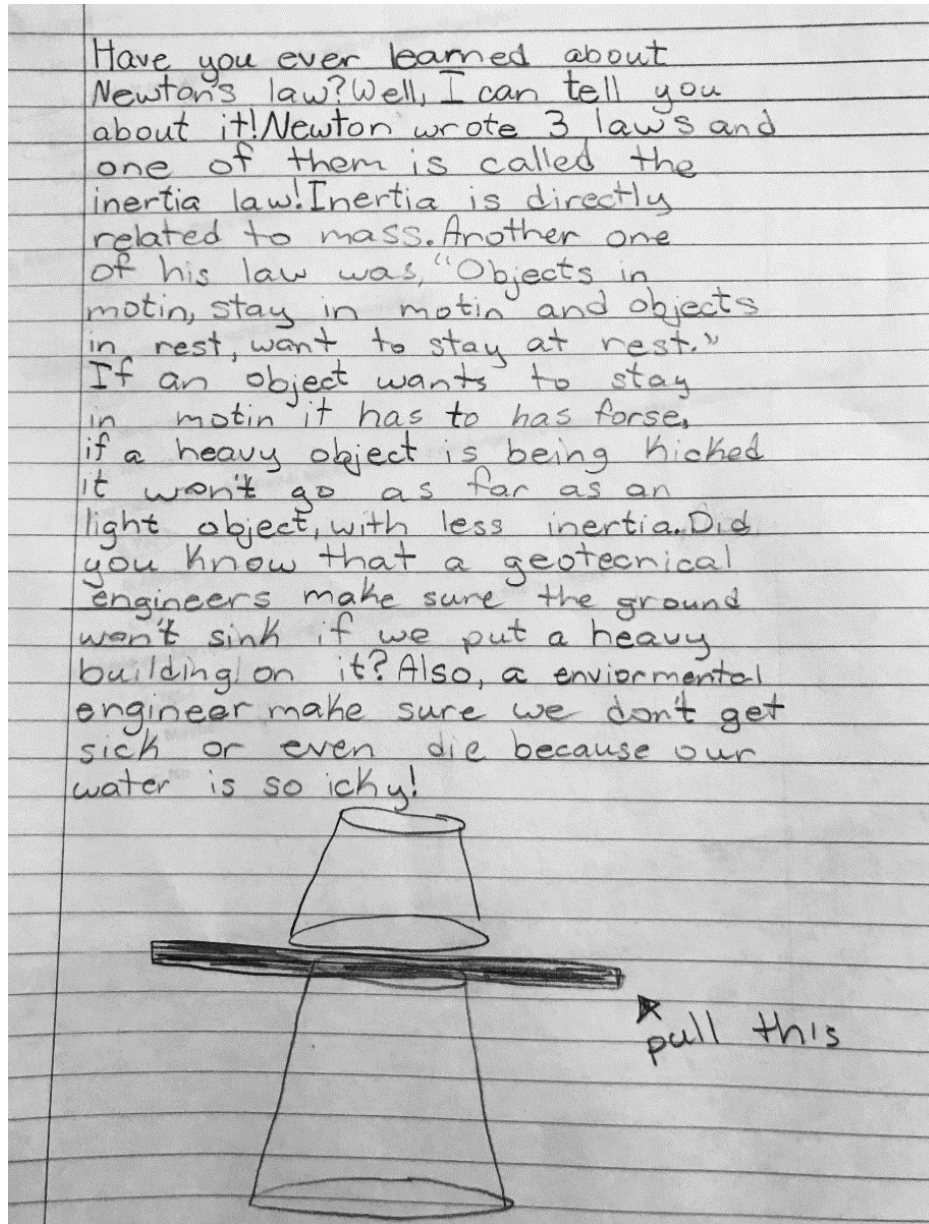 Have you ever learned about
Newton's law? Well, I can tell you
about it! Newton wrote 3 law's and
one of them is called the
inertia law! Inertia is directly
related to mass. Another one
of his law was, "Objects in
motin, stay in motin and objects
in rest, want to stay at rest."
If an object wants to stay
in motin it has to has forse,
if a heavy object is being kicked
it won't go as far as an
light object, with less inertia. Did
you know that a geotecnical
engineers make sure the ground
won't sink if we put a heavy
building on it? Also, a enviormental
engineer make sure we don't get
sick or even die because our
water is so icky!
pull this